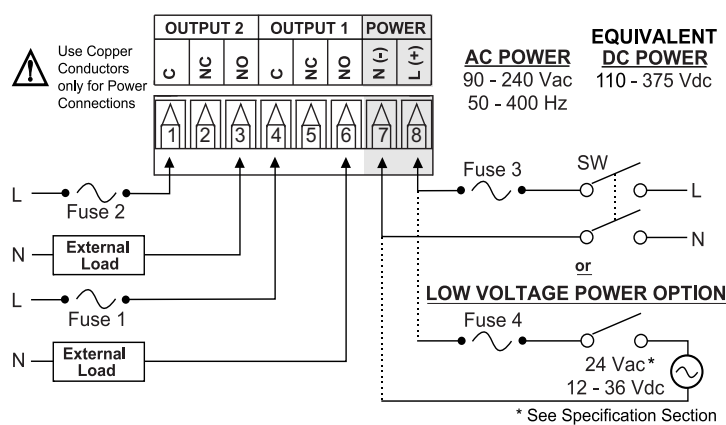 OUTPUT 2 OUTPUT 1 POWER
C NC NO C NC NO N (-) L (+)
1 2 3 4 5 6 7 8
Use Copper
Conductors
only for Power
Connections
AC POWER
90 - 240 Vac
50 - 400 Hz
EQUIVALENT
DC POWER
110 - 375 Vdc
L
Fuse 2
N
External
Load
L
Fuse 1
N
External
Load
Fuse 3
SW
L
N
or
LOW VOLTAGE POWER OPTION
Fuse 4
24 Vac*
12 - 36 Vdc
* See Specification Section